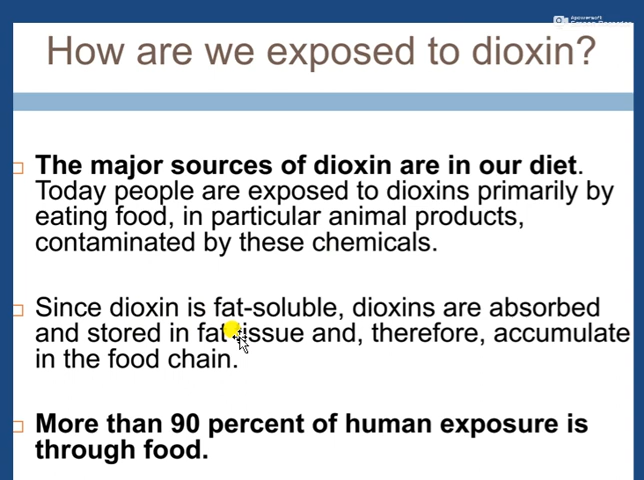 How are we exposed to dioxin?
The major sources of dioxin are in our diet.
Today people are exposed to dioxins primarily by
eating food, in particular animal products,
contaminated by these chemicals.
Since dioxin is fat-soluble, dioxins are absorbed
and stored in fat tissue and, therefore, accumulate
in the food chain.
More than 90 percent of human exposure is
through food.